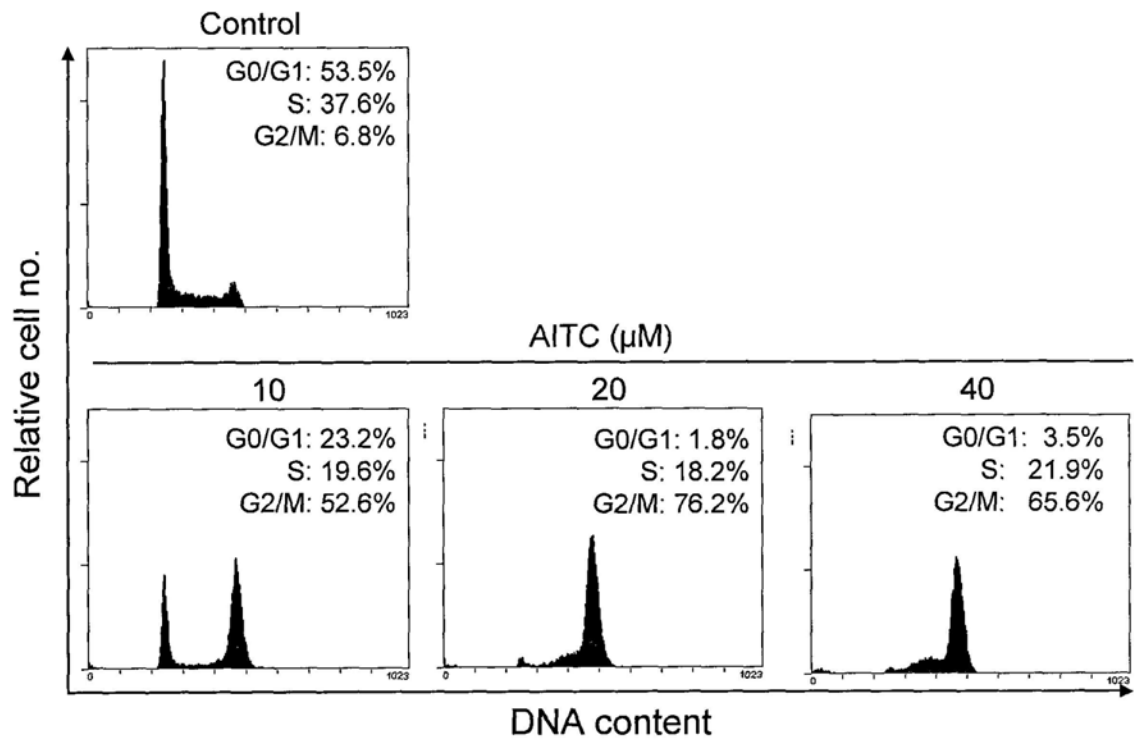 Control
G0/G1: 53.5%
S: 37.6%
G2/M: 6.8%
0 1023
Relative cell no.
AITC (µM)
10 20 40
G0/G1: 23.2%
S: 19.6%
G2/M: 52.6%
0 1023
G0/G1: 1.8%
S: 18.2%
G2/M: 76.2%
0 1023
G0/G1: 3.5%
S: 21.9%
G2/M: 65.6%
0 1023
DNA content